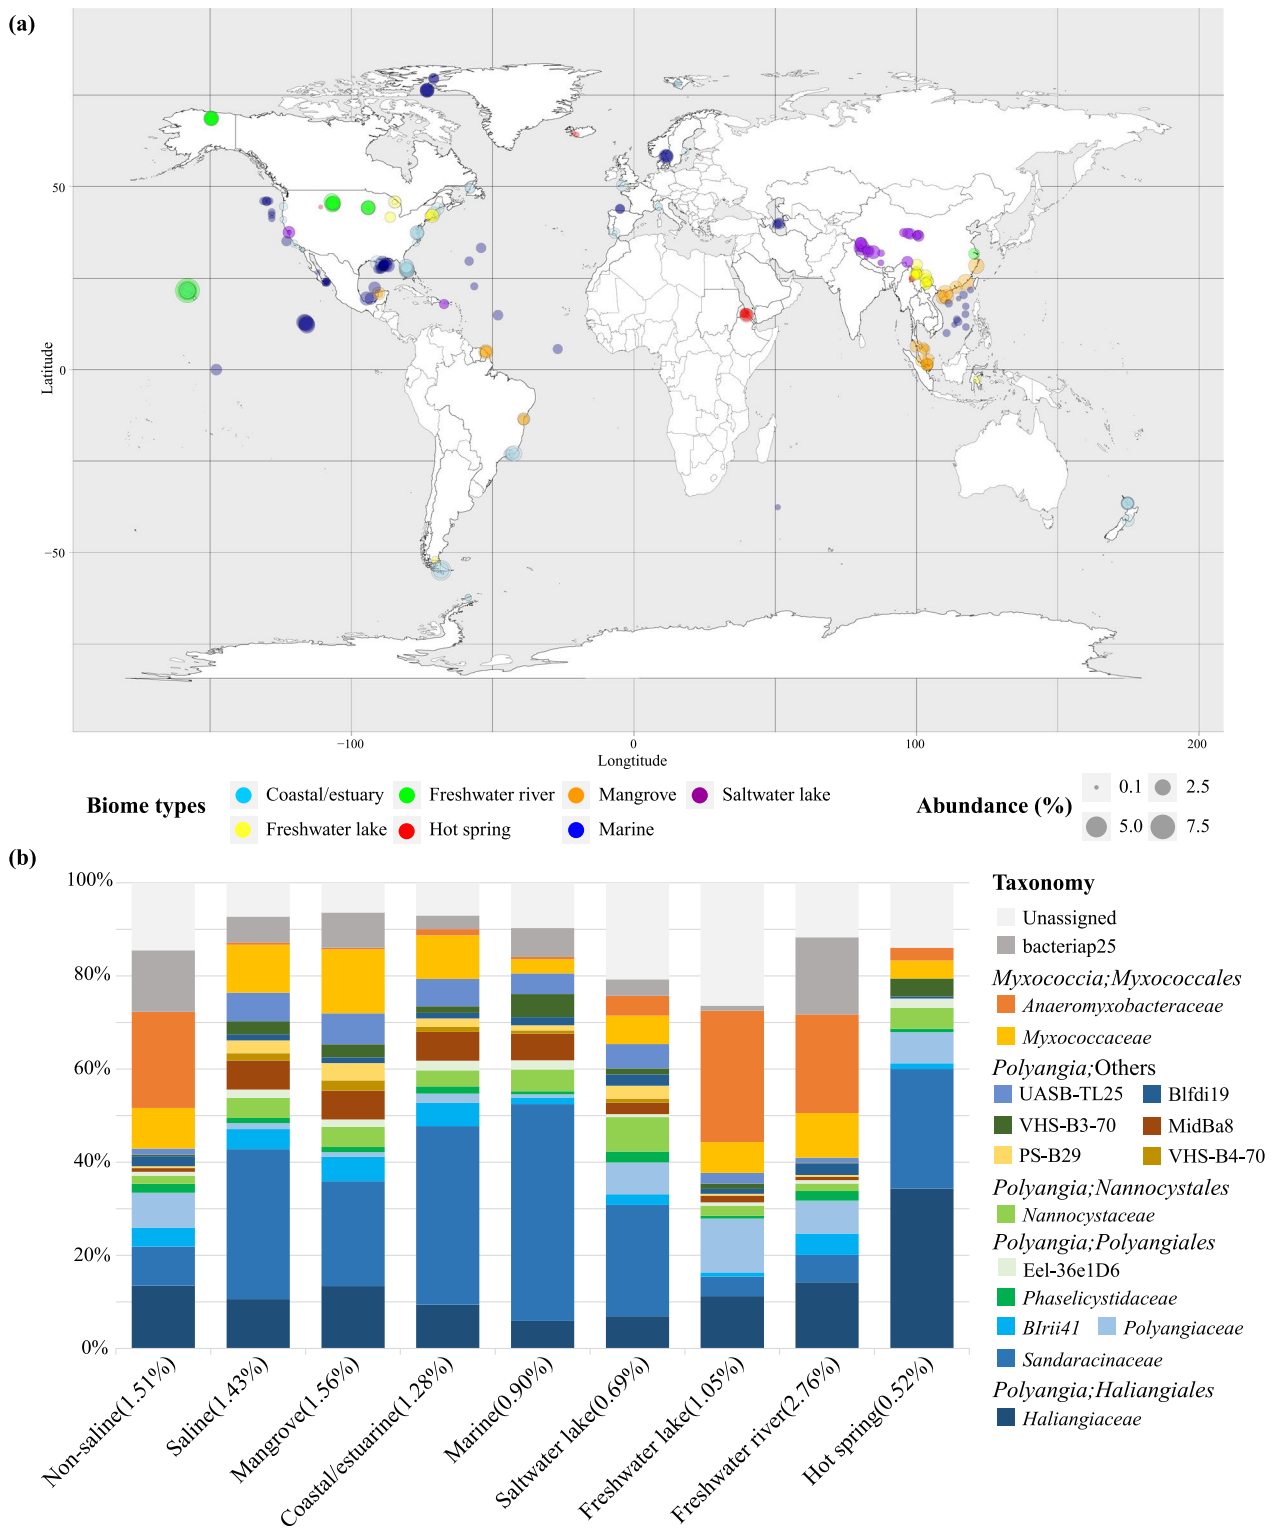 (a)
50
0
−50
Latitude
−100
0
100
200
Longtitude
Biome types
Coastal/estuary
Freshwater river
Mangrove
Saltwater lake
Freshwater lake
Hot spring
Marine
Abundance (%)
0.1
2.5
5.0
7.5
(b)
100%
80%
60%
40%
20%
0%
Non-saline(1.51%)
Saline(1.43%)
Mangrove(1.56%)
Coastal/estuarine(1.28%)
Marine(0.90%)
Saltwater lake(0.69%)
Freshwater lake(1.05%)
Freshwater river(2.76%)
Hot spring(0.52%)
Taxonomy
Unassigned
bacteriap25
Myxococcia;Myxococcales
Anaeromyxobacteraceae
Myxococcaceae
Polyangia;Others
UASB-TL25
Blfdi19
VHS-B3-70
MidBa8
PS-B29
VHS-B4-70
Polyangia;Nannocystales
Nannocystaceae
Polyangia;Polyangiales
Eel-36e1D6
Phaselicystidaceae
BIrii41
Polyangiaceae
Sandaracinaceae
Polyangia;Haliangiales
Haliangiaceae